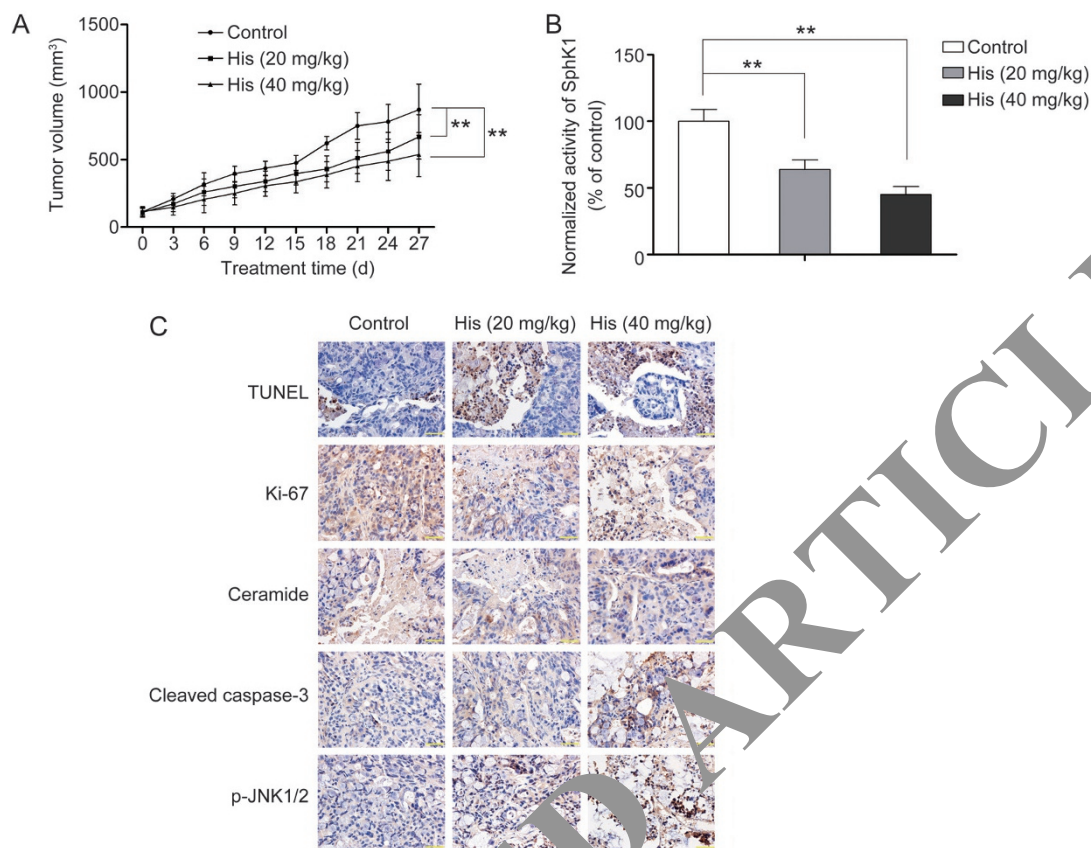 A
Tumor volume (mm³)
1500
1000
500
0
Control
His (20 mg/kg)
His (40 mg/kg)
**
**
0 3 6 9 12 15 18 21 24 27
Treatment time (d)
B
Normalized activity of SphK1
(% of control)
150
100
50
0
**
**
Control
His (20 mg/kg)
His (40 mg/kg)
C
Control His (20 mg/kg) His (40 mg/kg)
TUNEL
Ki-67
Ceramide
Cleaved caspase-3
p-JNK1/2
D ARTICL